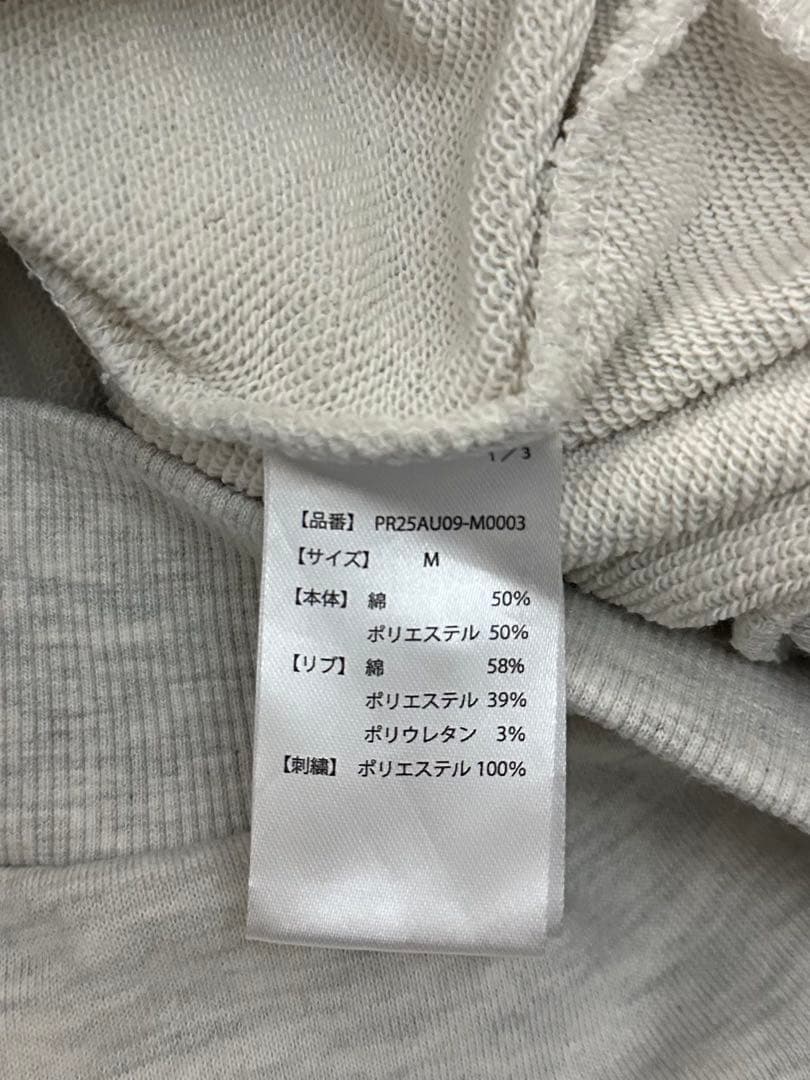 1/3
【品番】 PR25AU09-M0003
【サイズ】 M
【本体】 綿 50%
ポリエステル 50%
【リブ】 綿 58%
ポリエステル 39%
ポリウレタン 3%
【刺繍】 ポリエステル 100%